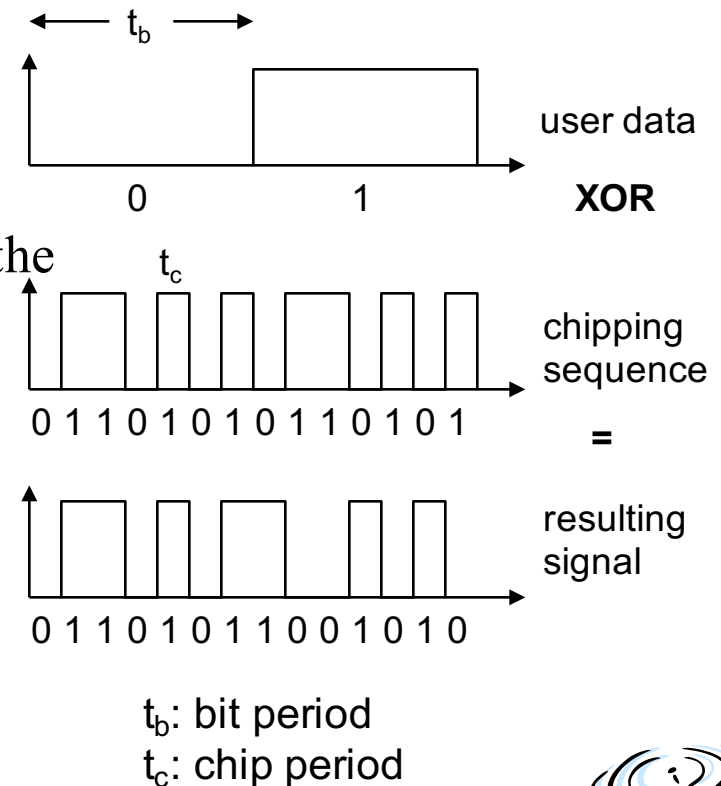 t_b
user data
0 1 XOR
the
t_c
chipping
sequence
0 1 1 0 1 0 1 0 1 1 0 1 0 1
=
resulting
signal
0 1 1 0 1 0 1 1 0 0 1 0 1 0
t_b: bit period
t_c: chip period